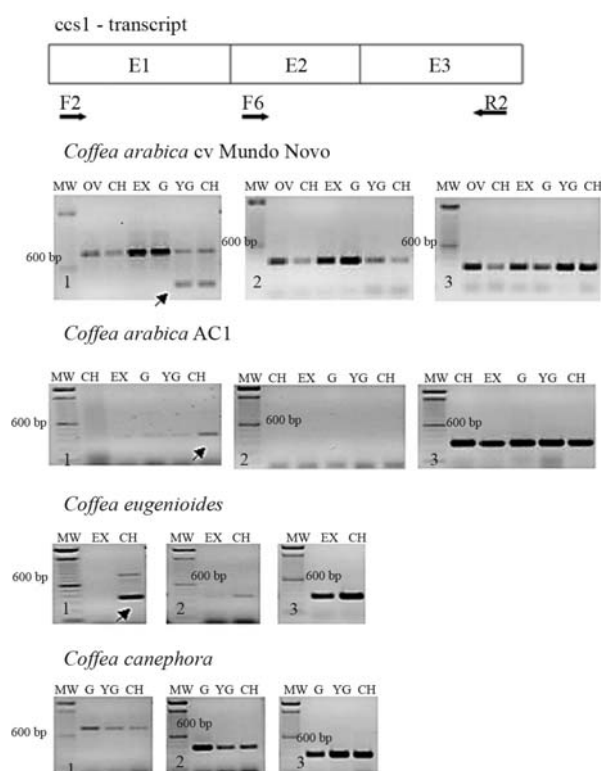 ccs1 - transcript
E1 E2 E3
F2 F6 R2
Coffea arabica cv Mundo Novo
MW OV CH EX G YG CH MW OV CH EX G YG CH MW OV CH EX G YG CH
600 bp 600 bp 600 bp
1 2 3
Coffea arabica AC1
MW CH EX G YG CH MW CH EX G YG CH MW CH EX G YG CH
600 bp 600 bp 600 bp
1 2 3
Coffea eugenioides
MW EX CH MW EX CH MW EX CH
600 bp 600 bp 600 bp
1 2 3
Coffea canephora
MW G YG CH MW G YG CH MW G YG CH
600 bp 600 bp 600 bp
1 2 3